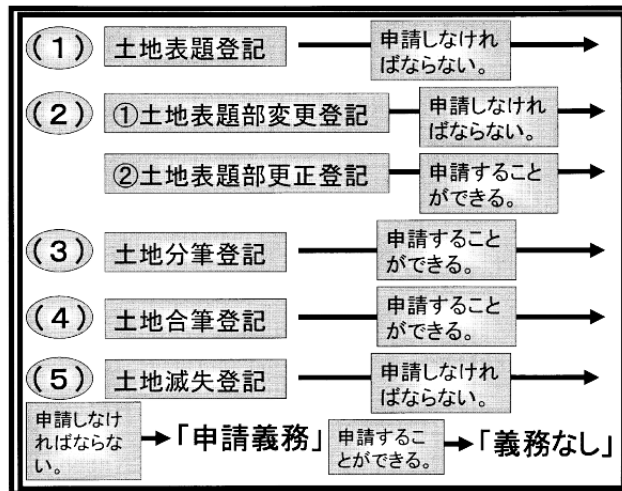 (1) 土地表題登記 申請しなけれ
ばならない。
(2) ①土地表題部変更登記 申請しなけれ
ばならない。
②土地表題部更正登記 申請すること
ができる。
(3) 土地分筆登記 申請すること
ができる。
(4) 土地合筆登記 申請すること
ができる。
(5) 土地滅失登記 申請しなけれ
ばならない。
申請しなけ
ればならな
い。
「申請義務」
申請するこ
とができる。
「義務なし」